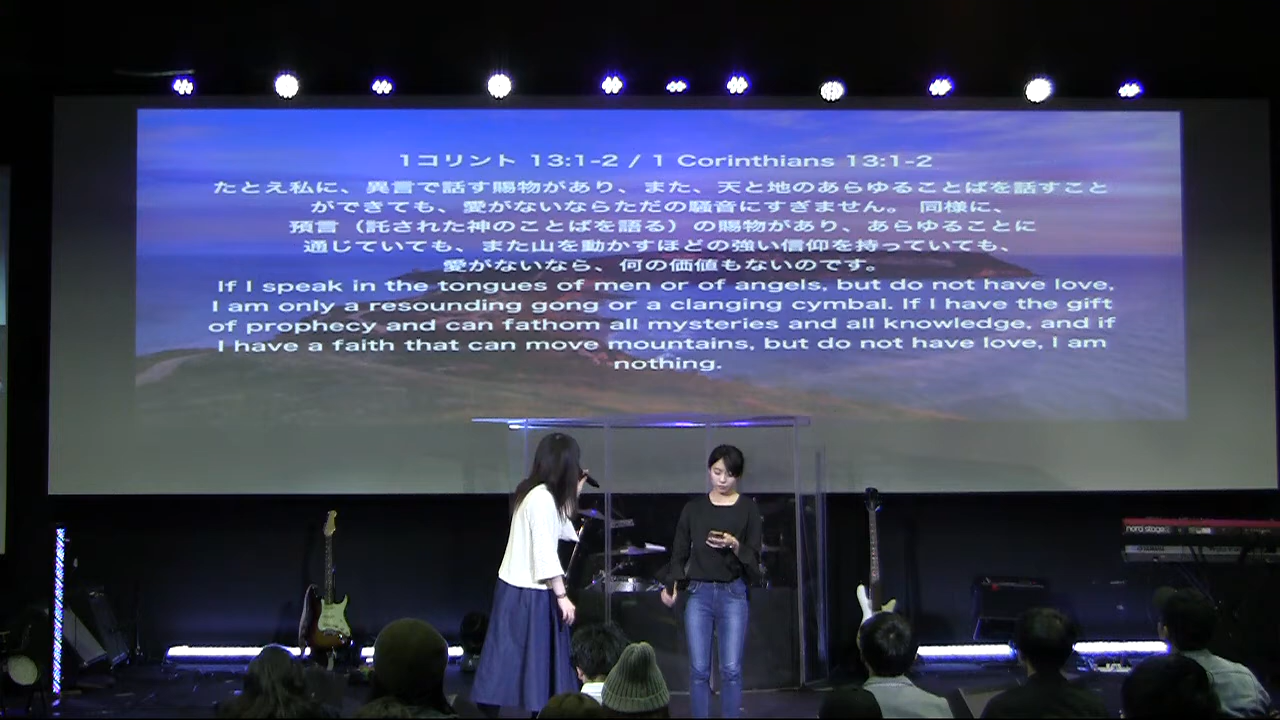 1コリント 13:1-2 / 1 Corinthians 13:1-2
たとえ私に、異言で話す賜物があり、また、天と地のあらゆることばを話すこと
ができても、愛がないならただの騒音にすぎません。 同様に、
預言（託された神のことばを語る）の賜物があり、あらゆることに
通じていても、また山を動かすほどの強い信仰を持っていても、
愛がないなら、何の価値もないのです。
If I speak in the tongues of men or of angels, but do not have love,
I am only a resounding gong or a clanging cymbal. If I have the gift
of prophecy and can fathom all mysteries and all knowledge, and if
I have a faith that can move mountains, but do not have love, I am
nothing.
nord stage